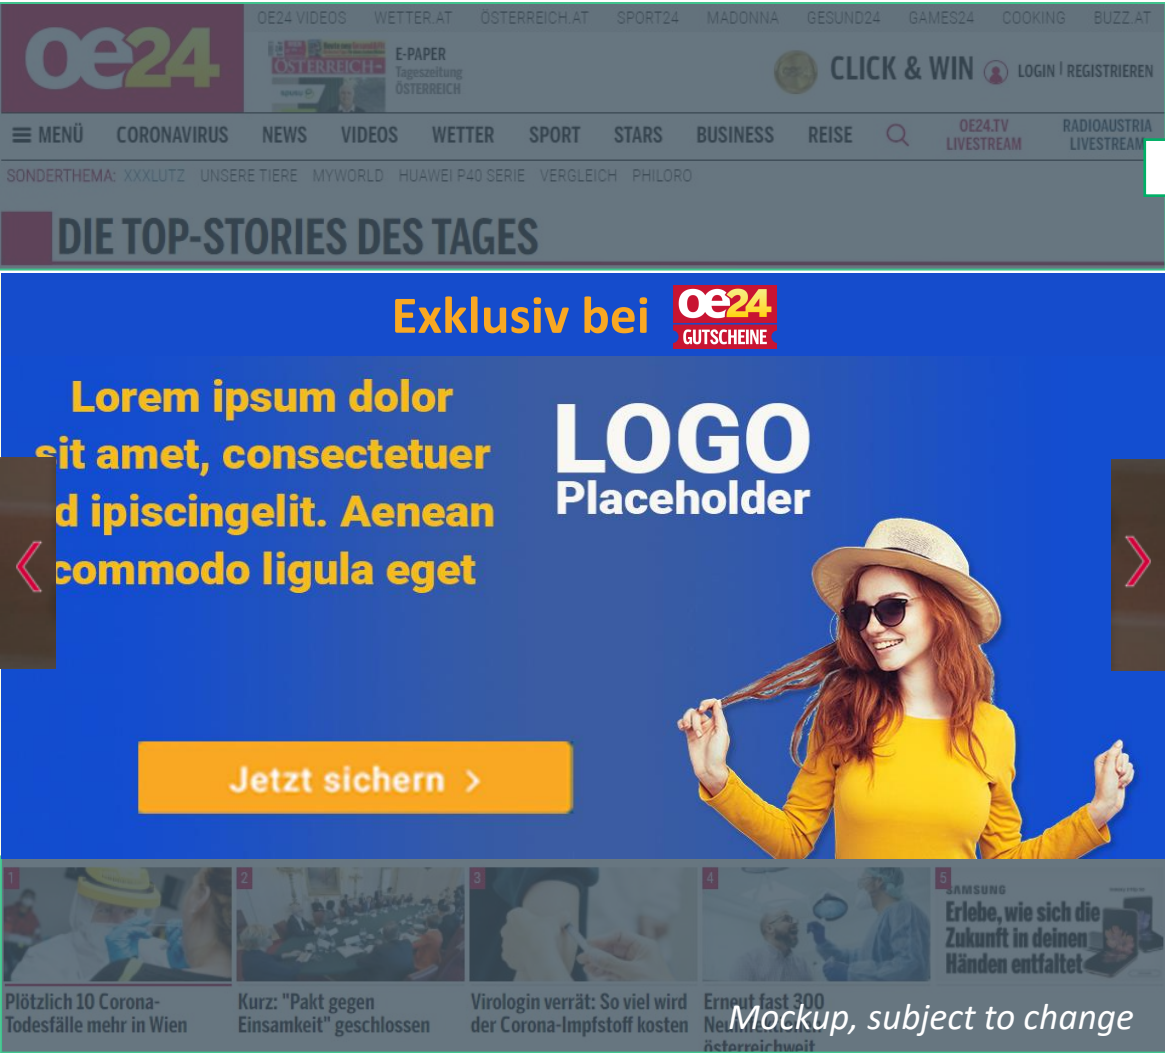 OE24 VIDEOS WETTER.AT ÖSTERREICH.AT SPORT24 MADONNA GESUND24 GAMES24 COOKING BUZZ.AT
oe24
ÖSTERREICH
E-PAPER
Tageszeitung
ÖSTERREICH
CLICK & WIN LOGIN | REGISTRIEREN
MENÜ CORONAVIRUS NEWS VIDEOS WETTER SPORT STARS BUSINESS REISE
OE24.TV
LIVESTREAM
RADIOAUSTRIA
LIVESTREAM
SONDERTHEMA: XXXLUTZ UNSERE TIERE MYWORLD HUAWEI P40 SERIE VERGLEICH PHILORO
DIE TOP-STORIES DES TAGES
Exklusiv bei oe24
GUTSCHEINE
Lorem ipsum dolor
sit amet, consectetuer
d ipiscingelit. Aenean
commodo ligula eget
LOGO
Placeholder
Jetzt sichern >
1
2
3
4
5
SAMSUNG
Erlebe, wie sich die
Zukunft in deinen
Händen entfaltet
Plötzlich 10 Corona-
Todesfälle mehr in Wien
Kurz: "Pakt gegen
Einsamkeit" geschlossen
Virologin verrät: So viel wird
der Corona-Impfstoff kosten
Erneut fast 300
Neuinfektionen
österreichweit
Mockup, subject to change